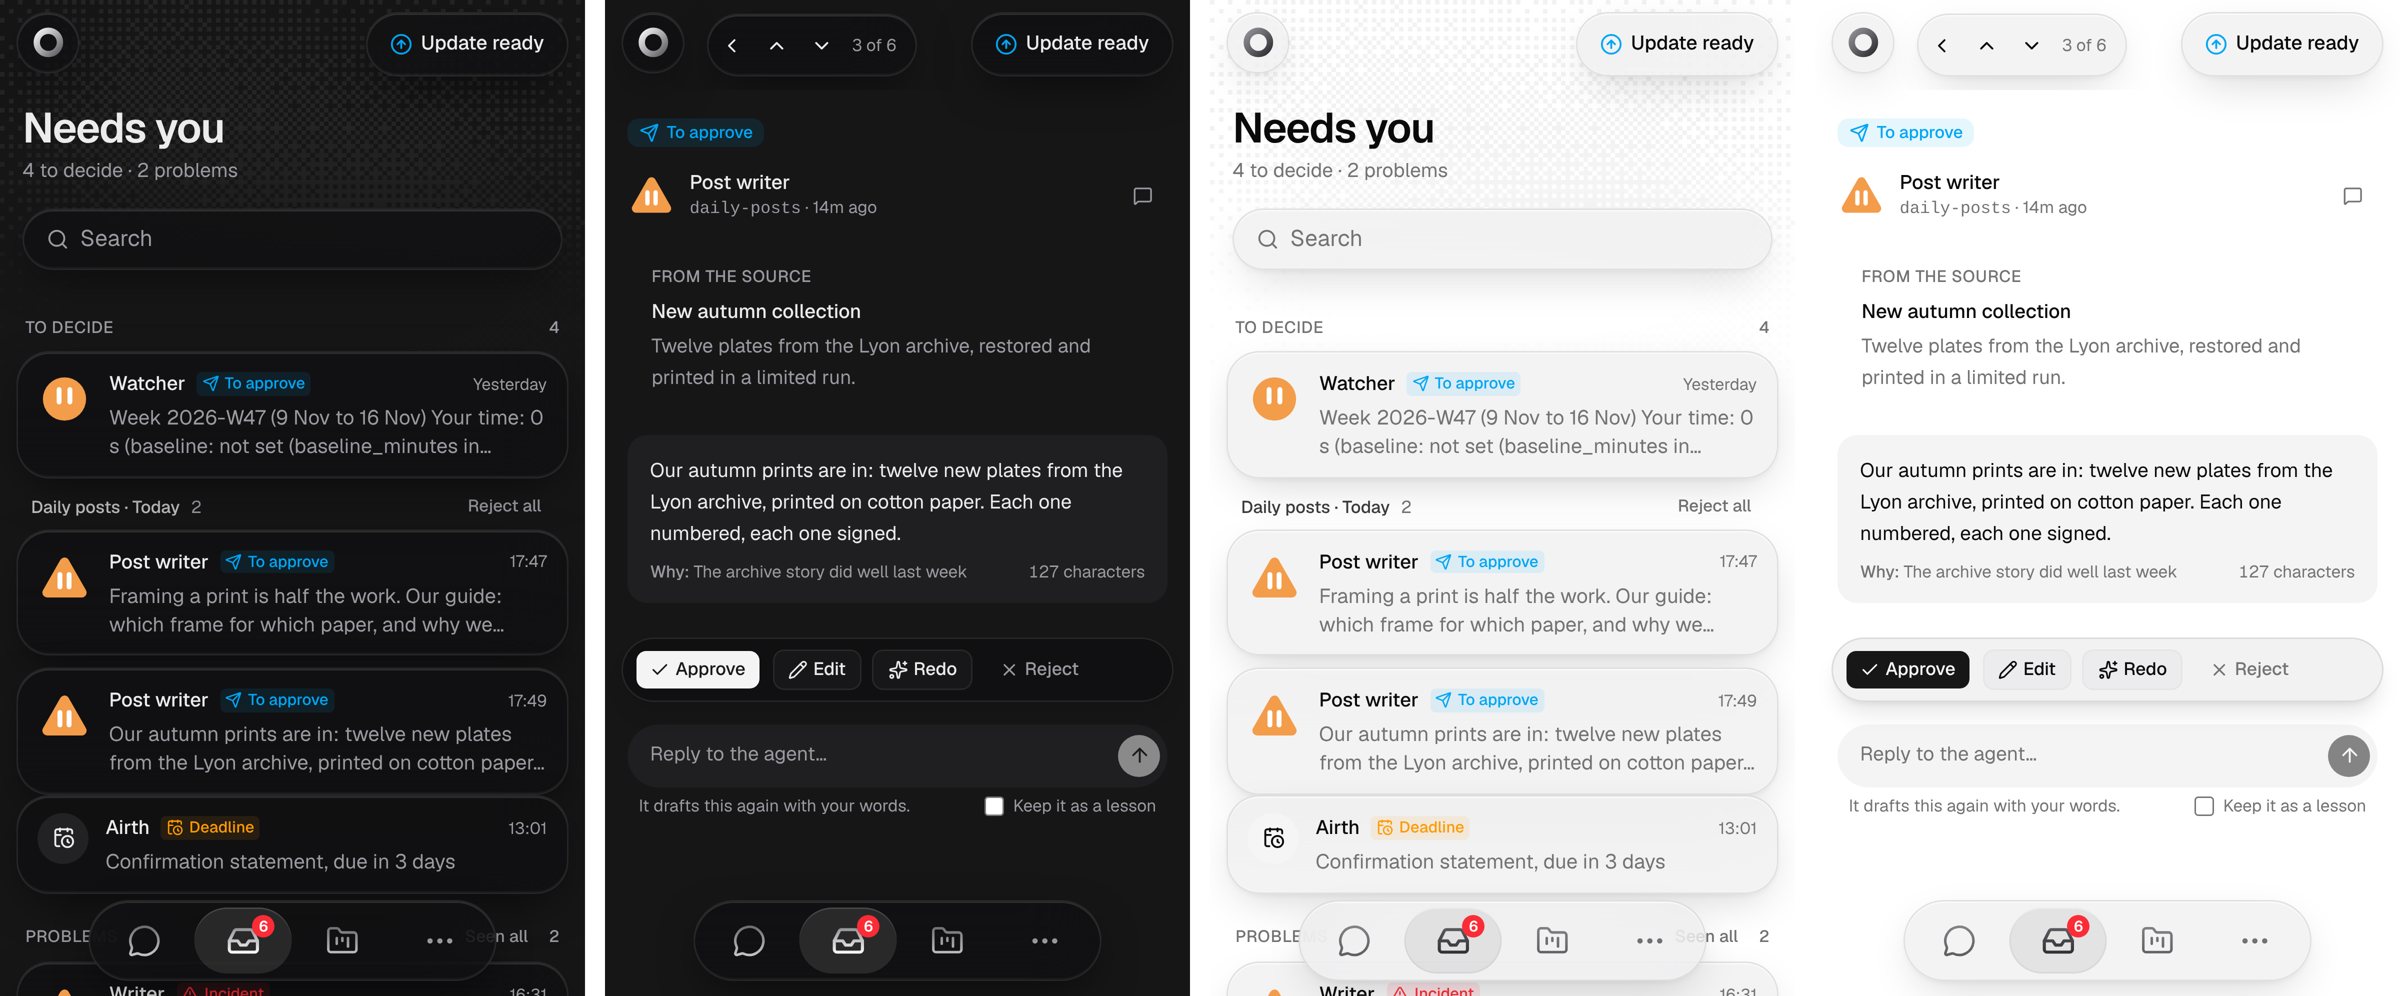 Update ready
Needs you
4 to decide · 2 problems
Search
TO DECIDE 4
Watcher To approve Yesterday
Week 2026-W47 (9 Nov to 16 Nov) Your time: 0
s (baseline: not set (baseline_minutes in...
Daily posts · Today 2 Reject all
Post writer To approve 17:47
Framing a print is half the work. Our guide:
which frame for which paper, and why we...
Post writer To approve 17:49
Our autumn prints are in: twelve new plates
from the Lyon archive, printed on cotton paper...
Airth Deadline 13:01
Confirmation statement, due in 3 days
PROBLEMS Seen all 2
6
Writer Incident 16:31
3 of 6 Update ready
To approve
Post writer
daily-posts · 14m ago
FROM THE SOURCE
New autumn collection
Twelve plates from the Lyon archive, restored and
printed in a limited run.
Our autumn prints are in: twelve new plates from the
Lyon archive, printed on cotton paper. Each one
numbered, each one signed.
Why: The archive story did well last week 127 characters
Approve Edit Redo Reject
Reply to the agent...
It drafts this again with your words. Keep it as a lesson
6
Update ready
Needs you
4 to decide · 2 problems
Search
TO DECIDE 4
Watcher To approve Yesterday
Week 2026-W47 (9 Nov to 16 Nov) Your time: 0
s (baseline: not set (baseline_minutes in...
Daily posts · Today 2 Reject all
Post writer To approve 17:47
Framing a print is half the work. Our guide:
which frame for which paper, and why we...
Post writer To approve 17:49
Our autumn prints are in: twelve new plates
from the Lyon archive, printed on cotton paper...
Airth Deadline 13:01
Confirmation statement, due in 3 days
PROBLEMS Seen all 2
6
Writer Incident 16:31
3 of 6 Update ready
To approve
Post writer
daily-posts · 14m ago
FROM THE SOURCE
New autumn collection
Twelve plates from the Lyon archive, restored and
printed in a limited run.
Our autumn prints are in: twelve new plates from the
Lyon archive, printed on cotton paper. Each one
numbered, each one signed.
Why: The archive story did well last week 127 characters
Approve Edit Redo Reject
Reply to the agent...
It drafts this again with your words. Keep it as a lesson
6